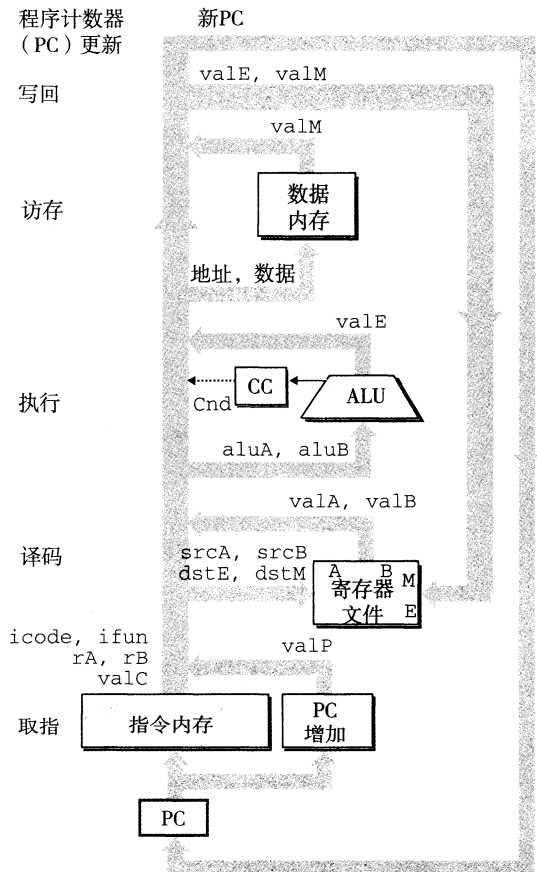 程序计数器
（PC）更新
新PC
写回
valE, valM
valM
访存
数据
内存
地址，数据
valE
执行
CC
ALU
Cnd
aluA, aluB
valA, valB
译码
srcA, srcB
dstE, dstM
A
B
M
寄存器
文件
E
icode, ifun
rA, rB
valC
valP
取指
指令内存
PC
增加
PC